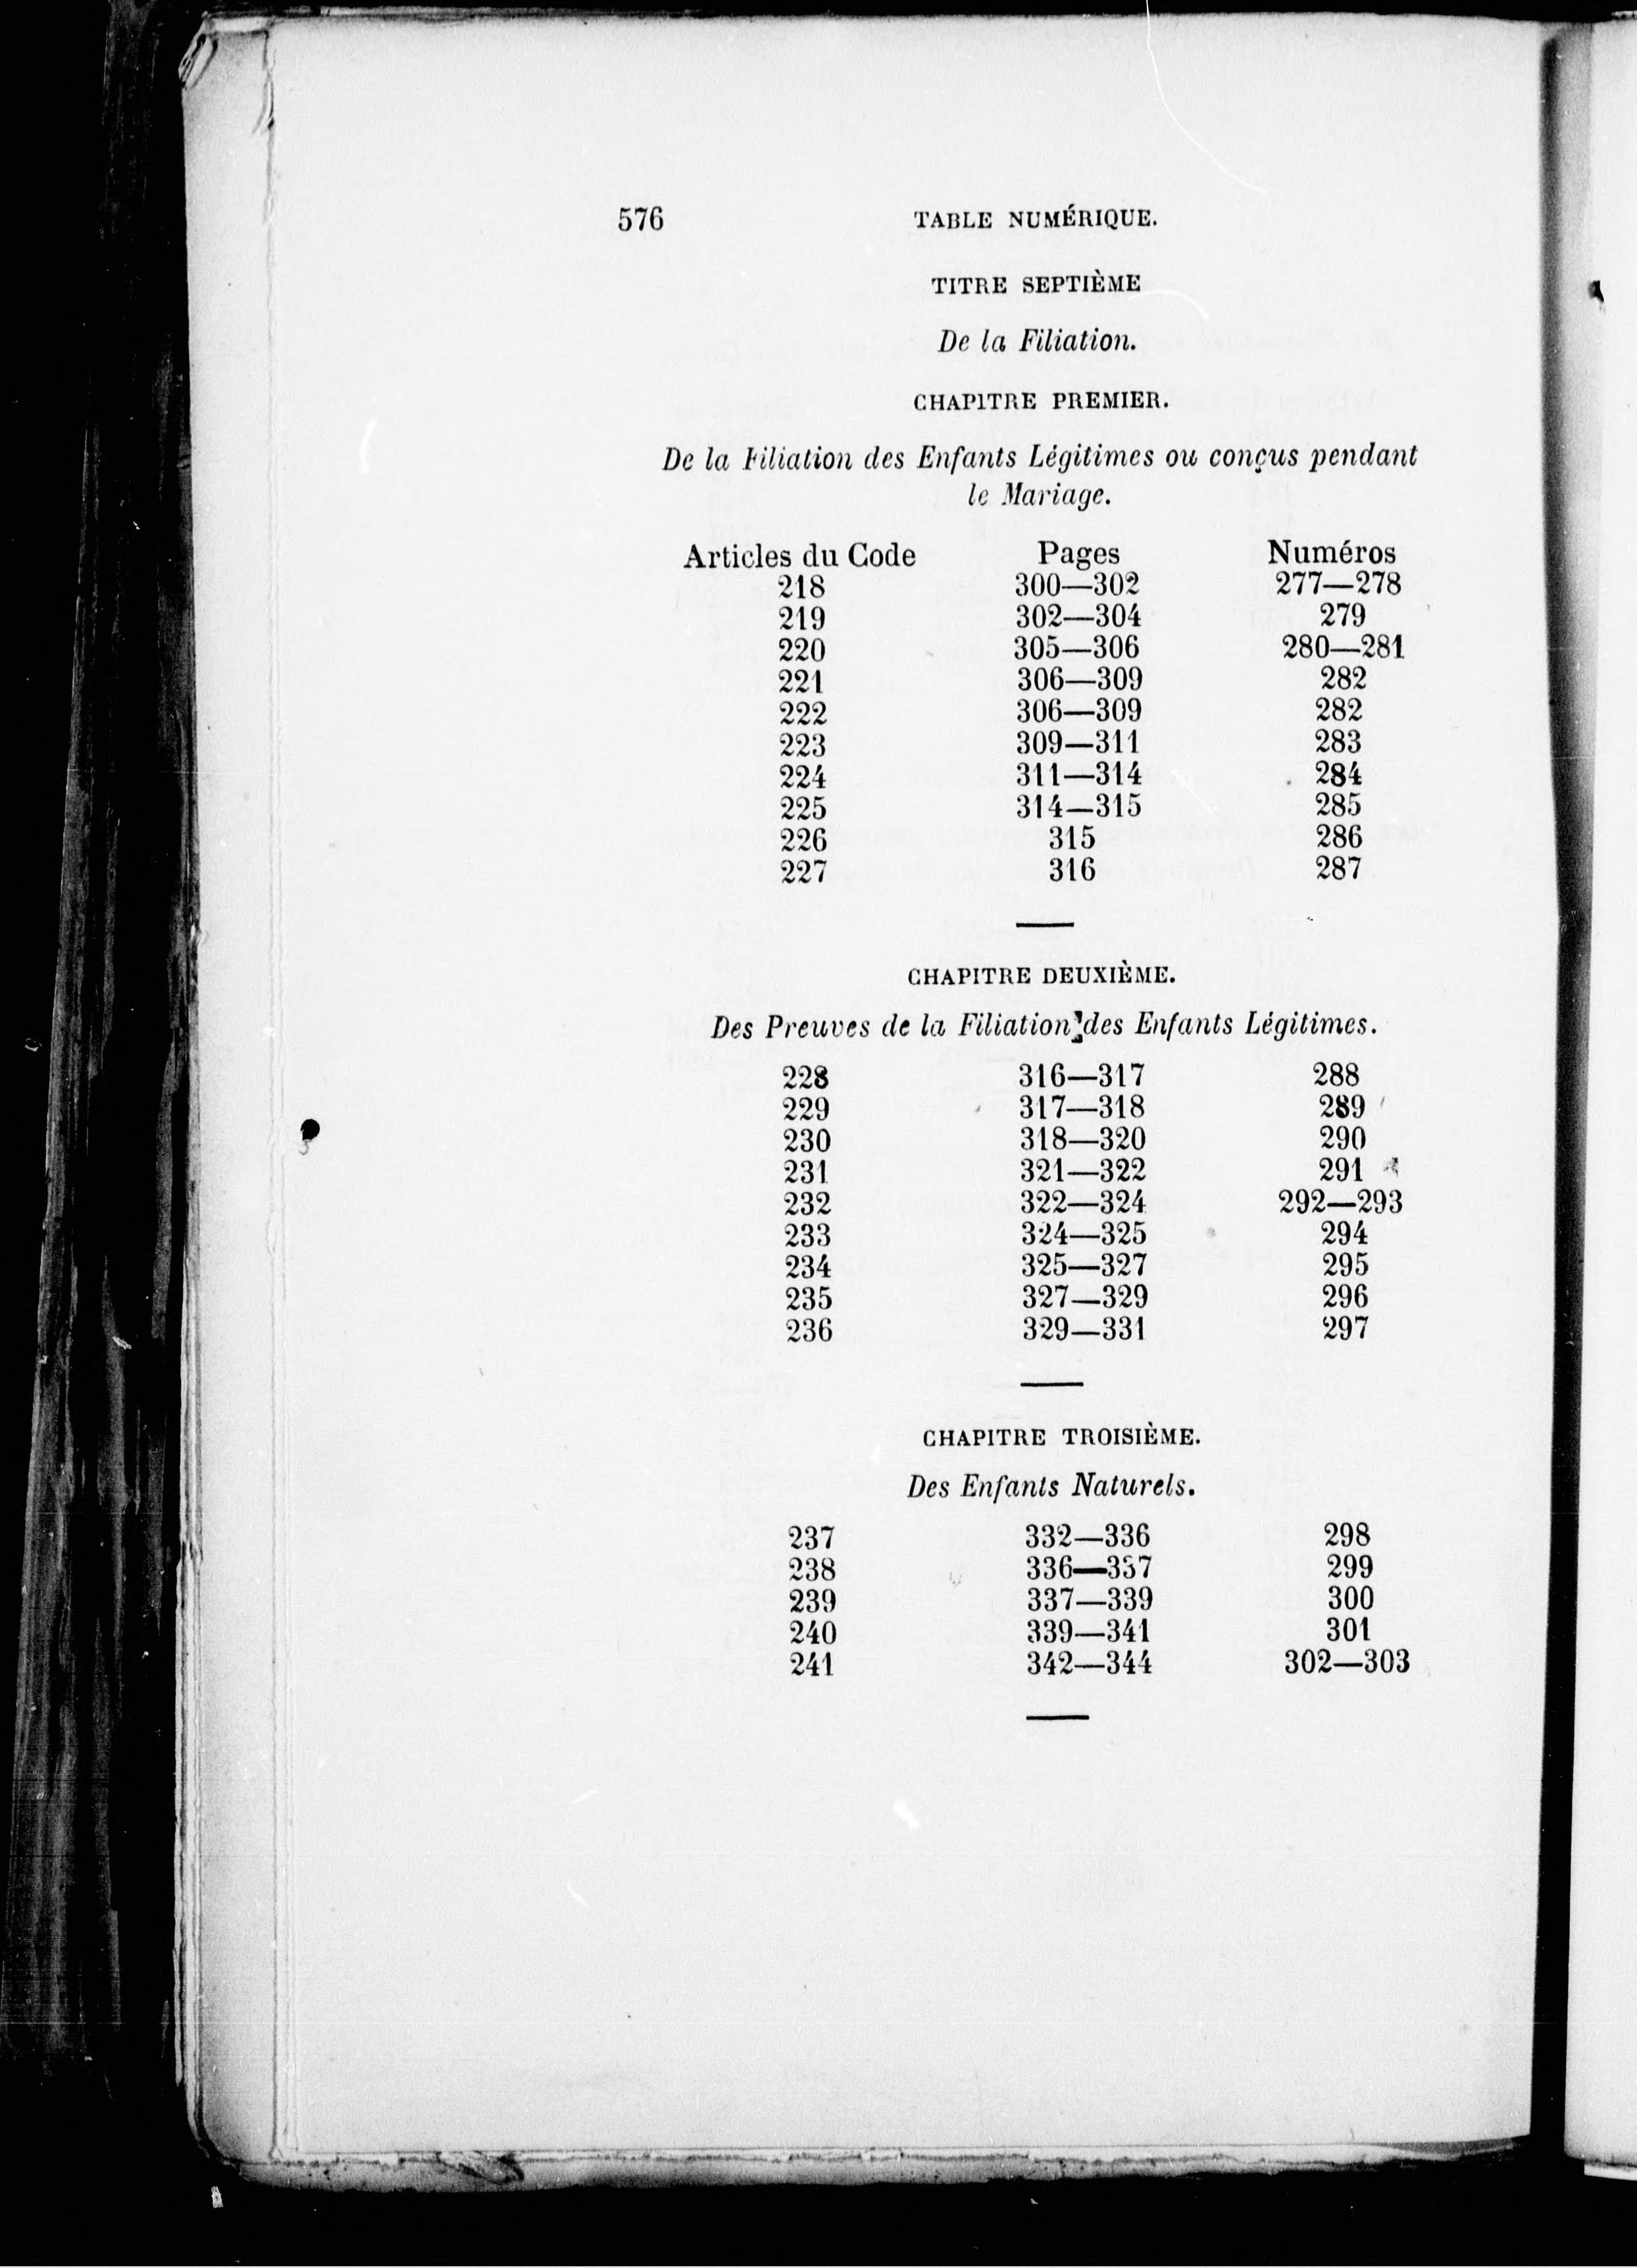 576 TABLE NUMÉRIQUE.
TITRE SEPTIÈME
De la Filiation.
CHAPITRE PREMIER.
De la Filiation des Enfants Légitimes ou conçus pendant
le Mariage.
Articles du Code Pages Numéros
218 300—302 277—278
219 302—304 279
220 305—306 280—281
221 306—309 282
222 306—309 282
223 309—311 283
224 311—314 284
225 314—315 285
226 315 286
227 316 287
CHAPITRE DEUXIÈME.
Des Preuves de la Filiation des Enfants Légitimes.
228 316—317 288
229 317—318 289
230 318—320 290
231 321—322 291
232 322—324 292—293
233 324—325 294
234 325—327 295
235 327—329 296
236 329—331 297
CHAPITRE TROISIÈME.
Des Enfants Naturels.
237 332—336 298
238 336—337 299
239 337—339 300
240 339—341 301
241 342—344 302—303